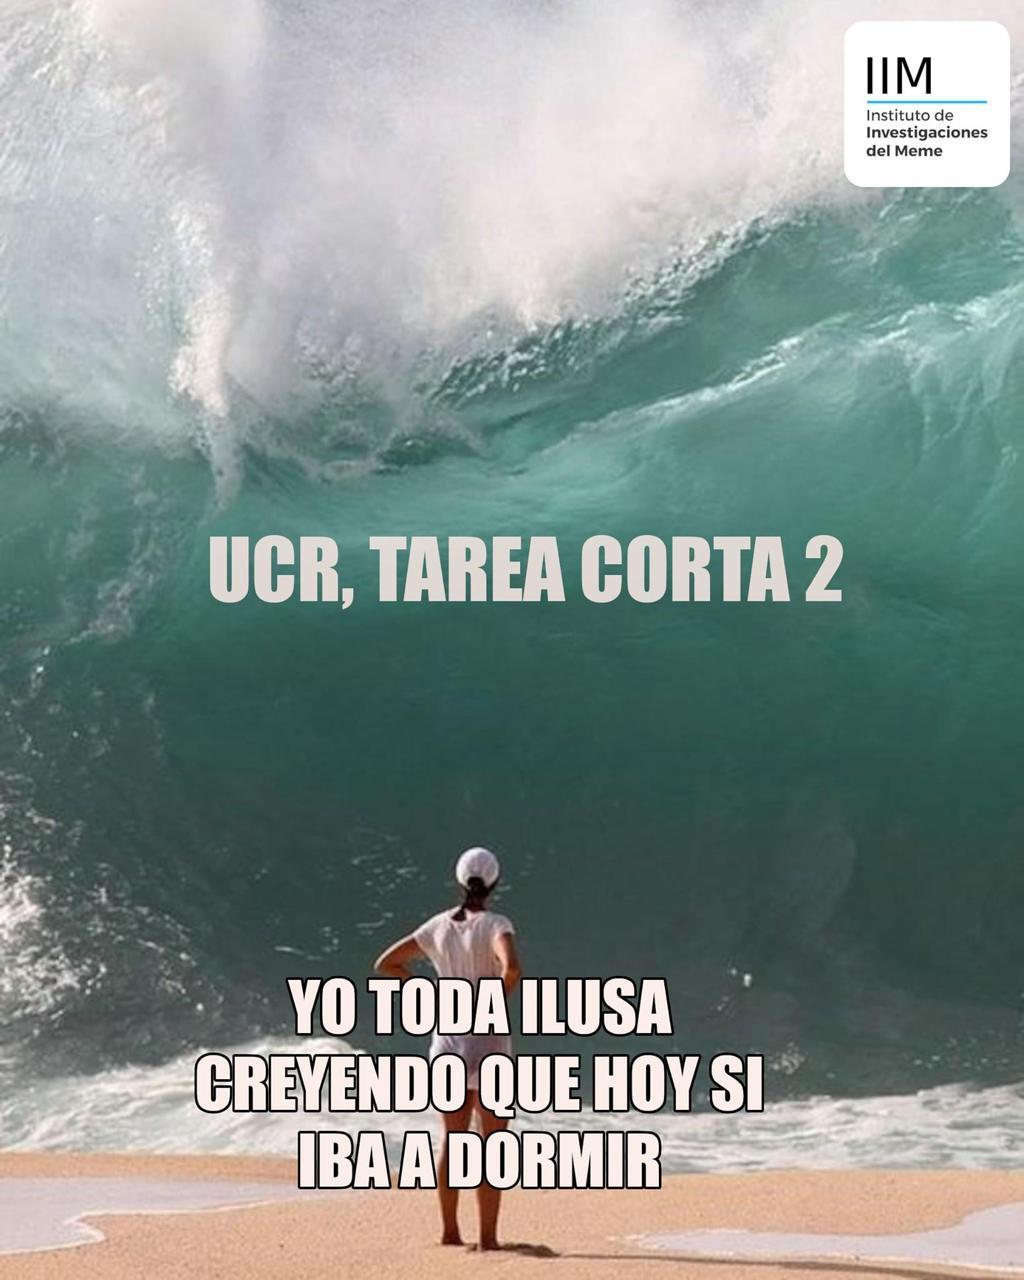 IIM
Instituto de
Investigaciones
del Meme
UCR, TAREA CORTA 2
YO TODA ILUSA
CREYENDO QUE HOY SI
IBA A DORMIR